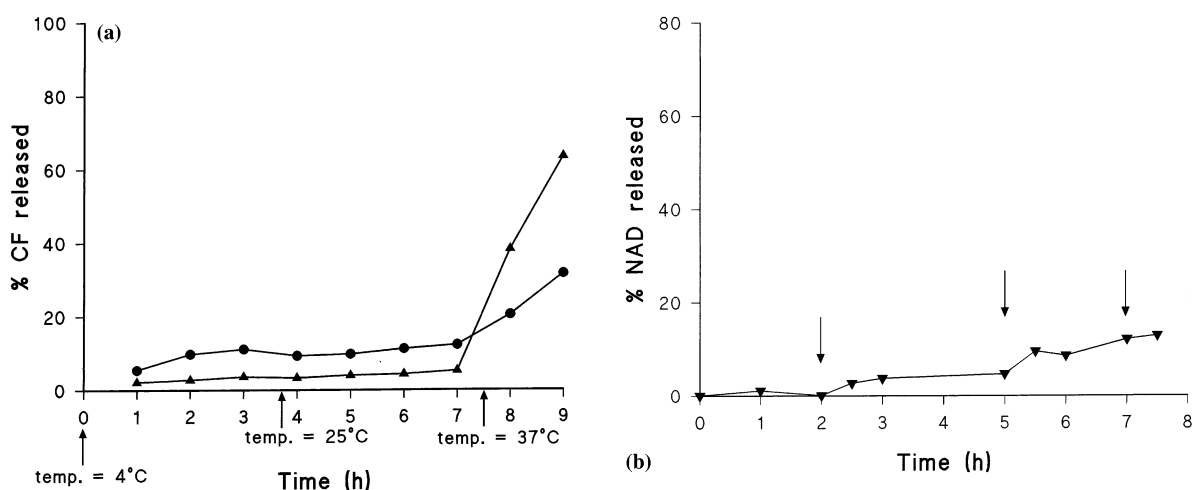 (a)
100
80
60
40
20
0
% CF released
0 1 2 3 4 5 6 7 8 9
temp. = 25°C
temp. = 37°C
temp. = 4°C
Time (h)
80
60
40
20
0
% NAD released
0 1 2 3 4 5 6 7 8
Time (h)
(b)